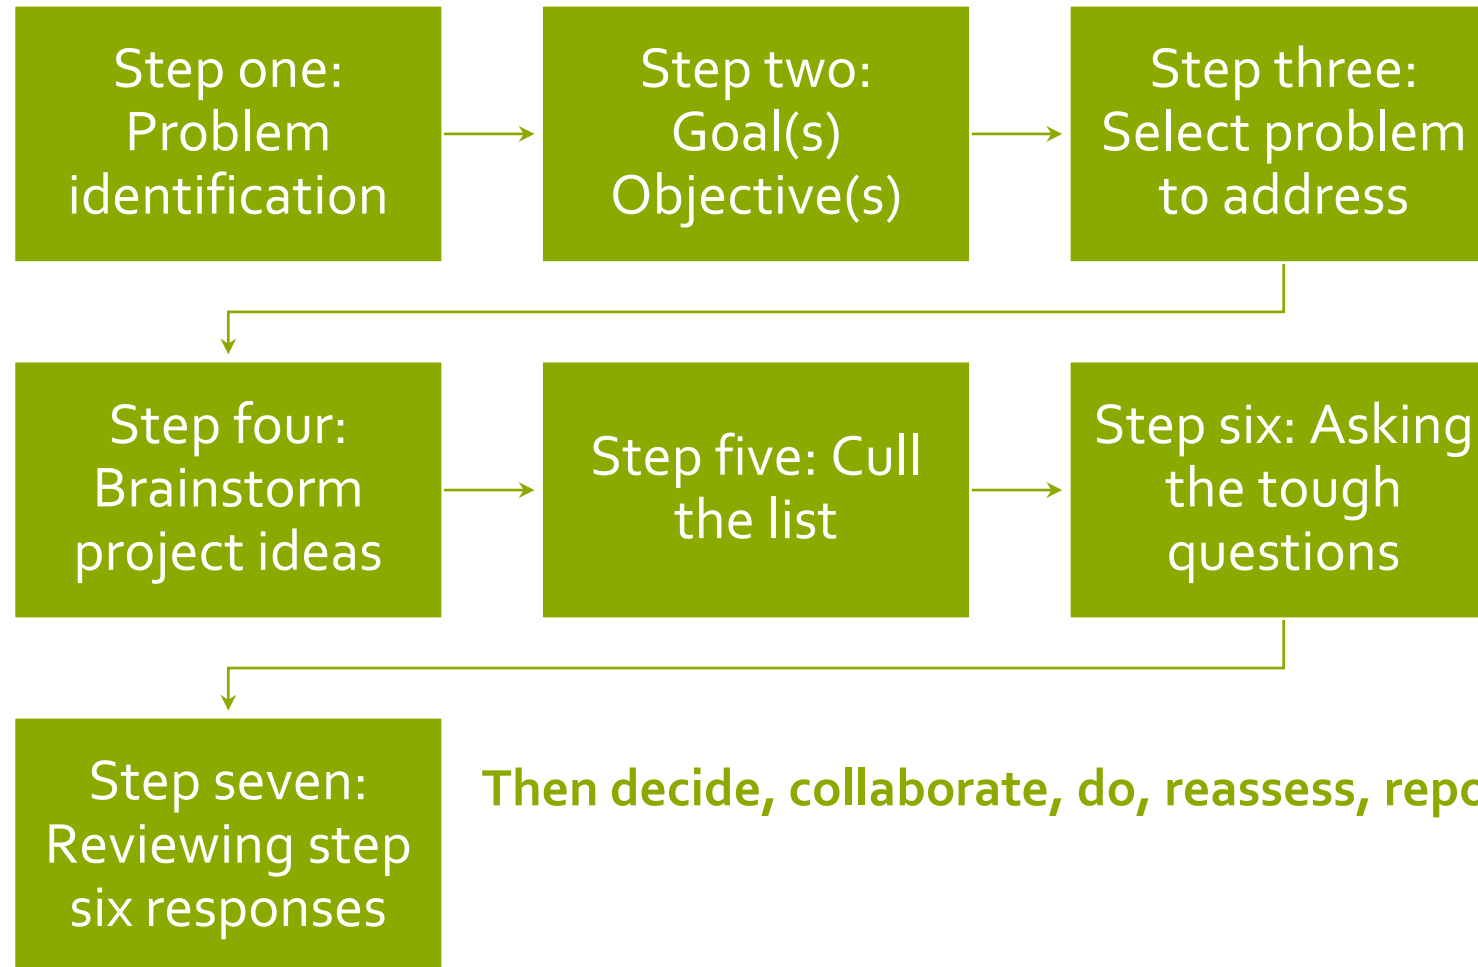 Step one:
Problem
identification
Step two:
Goal(s)
Objective(s)
Step three:
Select problem
to address
Step four:
Brainstorm
project ideas
Step five: Cull
the list
Step six: Asking
the tough
questions
Step seven:
Reviewing step
six responses
Then decide, collaborate, do, reassess,